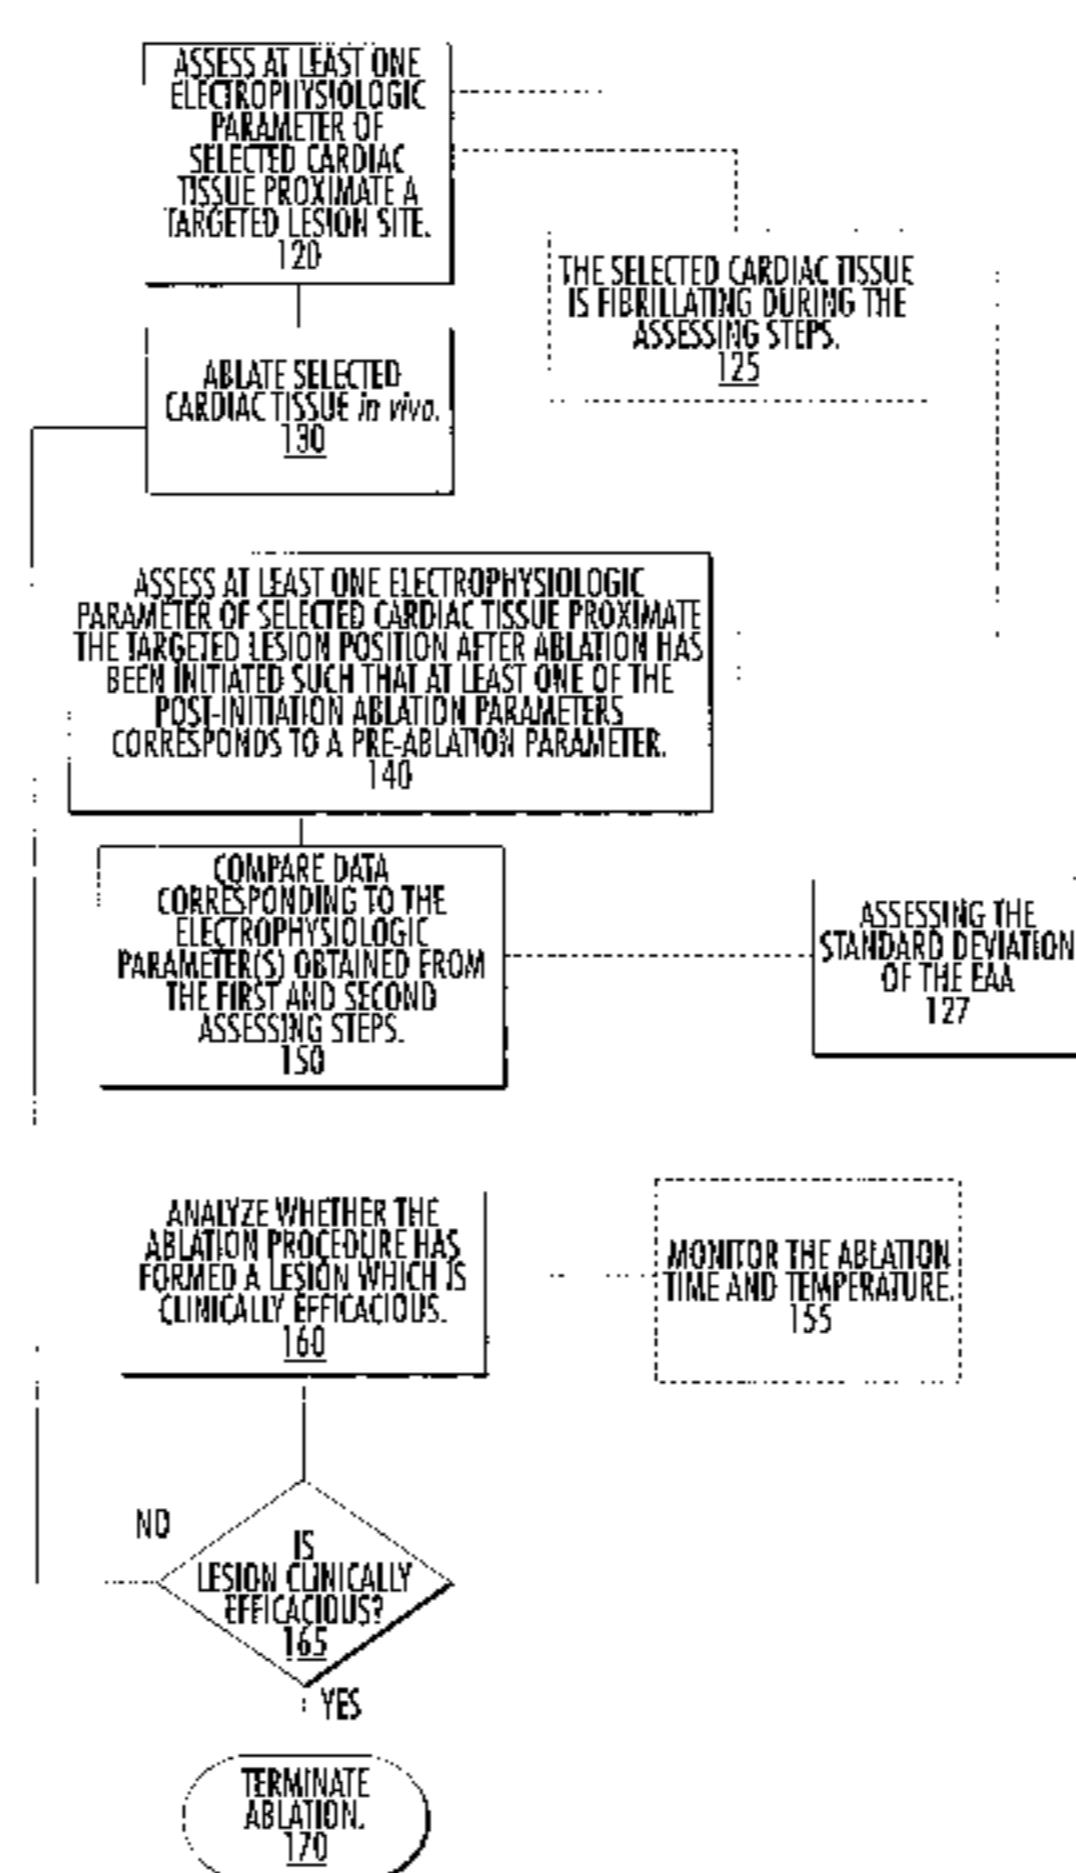 ASSESS AT LEAST ONE
ELECTROPHYSIOLOGIC
PARAMETER OF
SELECTED CARDIAC
TISSUE PROXIMATE A
TARGETED LESION SITE.
120
THE SELECTED CARDIAC TISSUE
IS FIBRILLATING DURING THE
ASSESSING STEPS.
125
ABLATE SELECTED
CARDIAC TISSUE in vivo.
130
ASSESS AT LEAST ONE ELECTROPHYSIOLOGIC
PARAMETER OF SELECTED CARDIAC TISSUE PROXIMATE
THE TARGETED LESION POSITION AFTER ABLATION HAS
BEEN INITIATED SUCH THAT AT LEAST ONE OF THE
POST-INITIATION ABLATION PARAMETERS
CORRESPONDS TO A PRE-ABLATION PARAMETER.
140
COMPARE DATA
CORRESPONDING TO THE
ELECTROPHYSIOLOGIC
PARAMETER(S) OBTAINED FROM
THE FIRST AND SECOND
ASSESSING STEPS.
150
ASSESSING THE
STANDARD DEVIATION
OF THE EAA
127
ANALYZE WHETHER THE
ABLATION PROCEDURE HAS
FORMED A LESION WHICH IS
CLINICALLY EFFICACIOUS.
160
MONITOR THE ABLATION
TIME AND TEMPERATURE.
155
NO
IS
LESION CLINICALLY
EFFICACIOUS?
165
YES
TERMINATE
ABLATION.
170